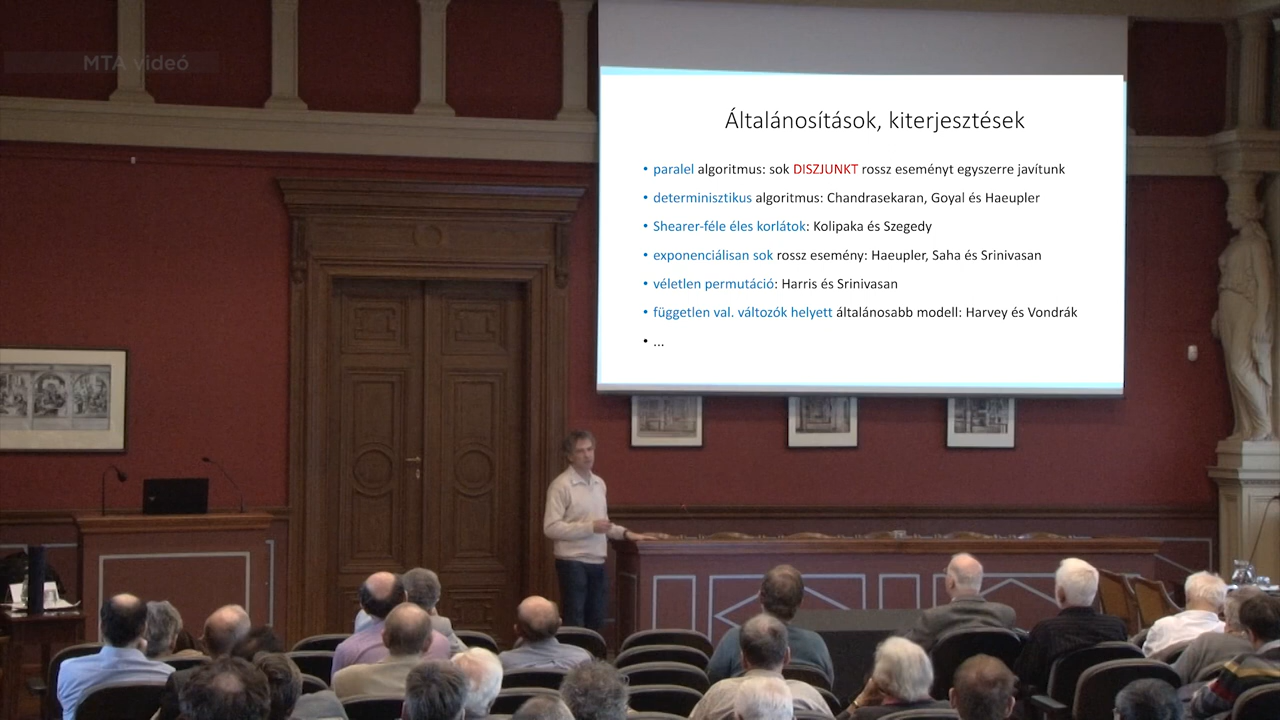 MTA videó
Általánosítások, kiterjesztések
• paralel algoritmus: sok DISZJUNKT rossz eseményt egyszerre javítunk
• determinisztikus algoritmus: Chandrasekaran, Goyal és Haeupler
• Shearer-féle éles korlátok: Kolipaka és Szegedy
• exponenciálisan sok rossz esemény: Haeupler, Saha és Srinivasan
• véletlen permutáció: Harris és Srinivasan
• független val. változók helyett általánosabb modell: Harvey és Vondrák
• ...